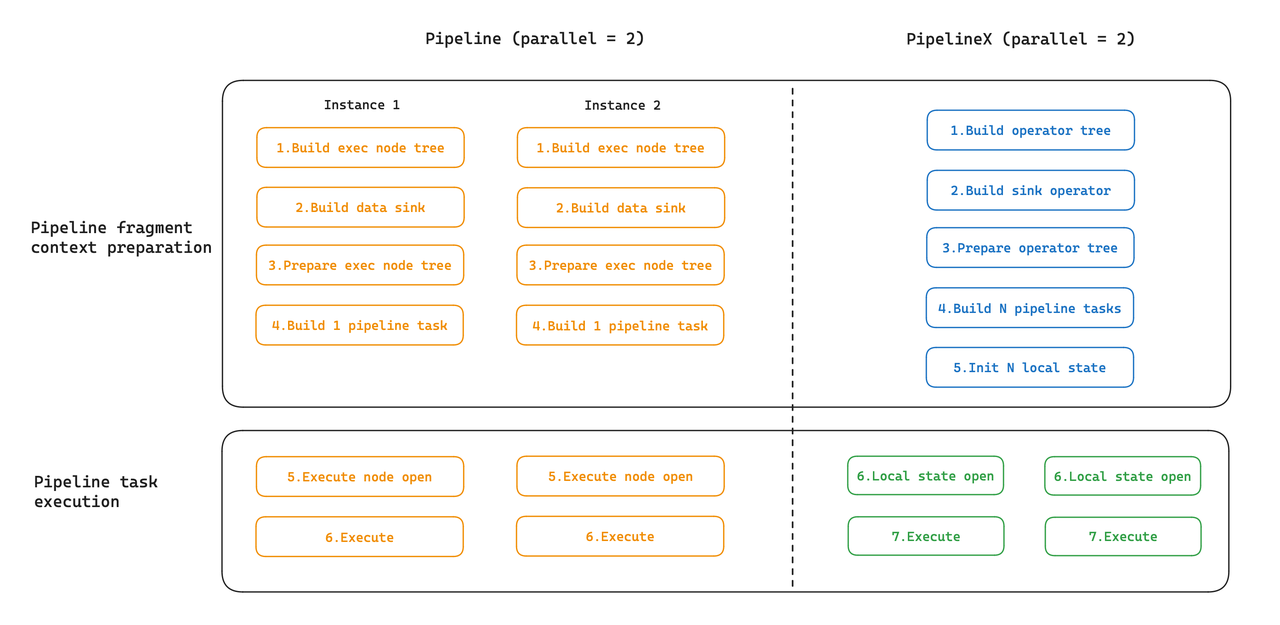 Pipeline (parallel = 2)
PipelineX (parallel = 2)
Instance 1
Instance 2
1.Build exec node tree
1.Build exec node tree
1.Build operator tree
2.Build data sink
2.Build data sink
2.Build sink operator
Pipeline fragment
context preparation
3.Prepare exec node tree
3.Prepare exec node tree
3.Prepare operator tree
4.Build 1 pipeline task
4.Build 1 pipeline task
4.Build N pipeline tasks
5.Init N local state
Pipeline task
execution
5.Execute node open
5.Execute node open
6.Local state open
6.Local state open
6.Execute
6.Execute
7.Execute
7.Execute